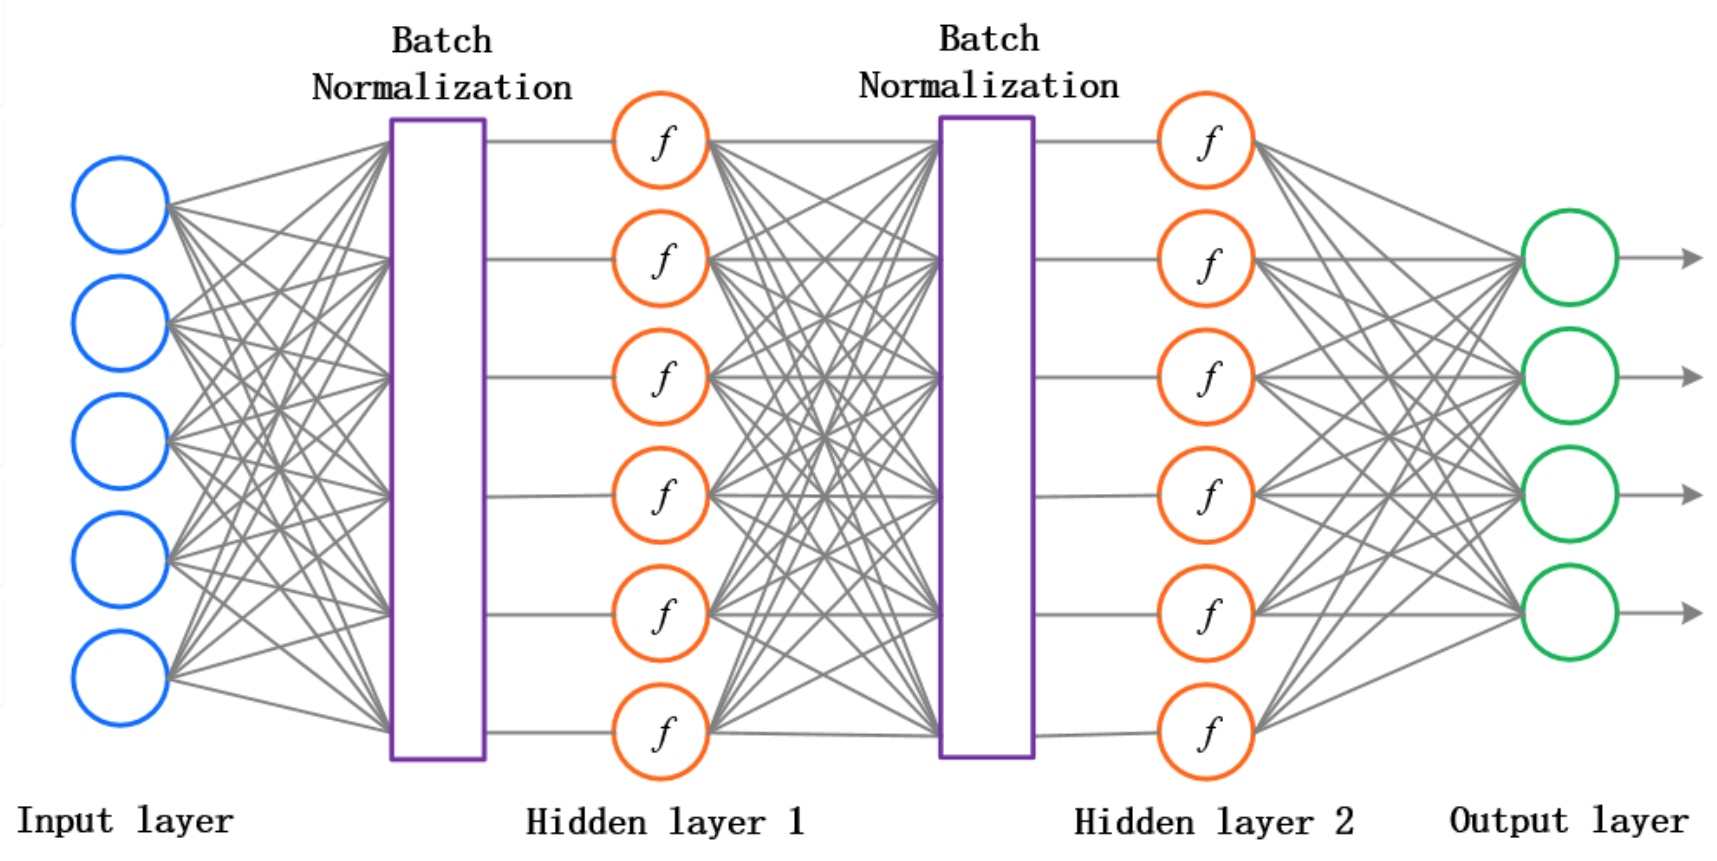 Batch
Normalization
Batch
Normalization
f
f
f
f
f
f
f
f
f
f
f
f
Input layer
Hidden layer 1
Hidden layer 2
Output layer